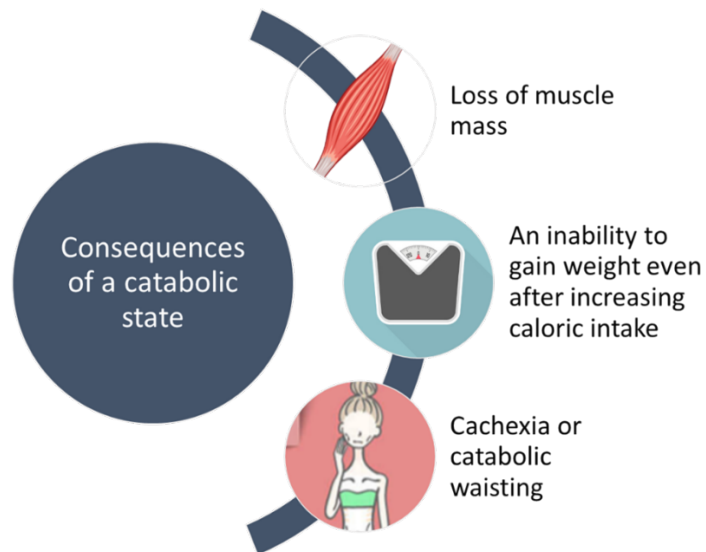 Consequences
of a catabolic
state
Loss of muscle
mass
An inability to
gain weight even
after increasing
caloric intake
Cachexia or
catabolic
waisting